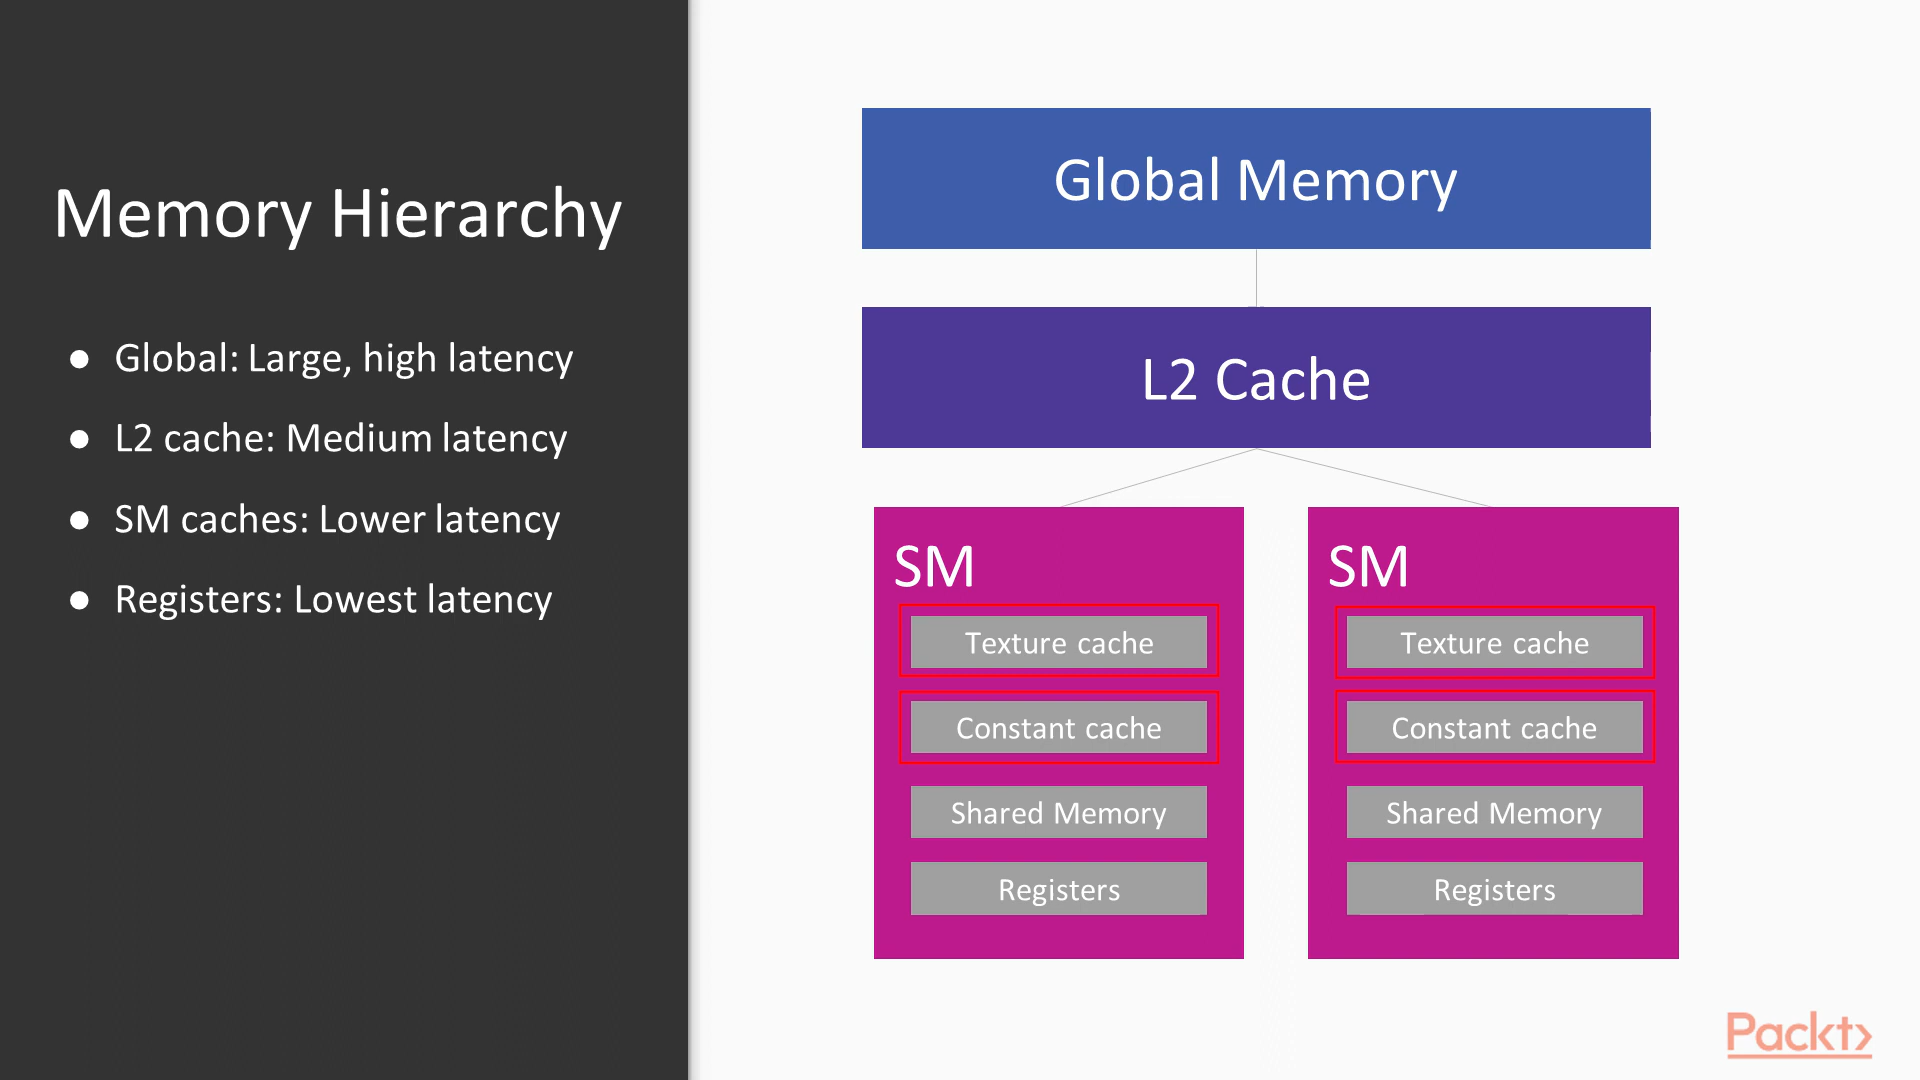 Memory Hierarchy
● Global: Large, high latency
● L2 cache: Medium latency
● SM caches: Lower latency
● Registers: Lowest latency
Global Memory
L2 Cache
SM
Texture cache
Constant cache
Shared Memory
Registers
SM
Texture cache
Constant cache
Shared Memory
Registers
Packt>